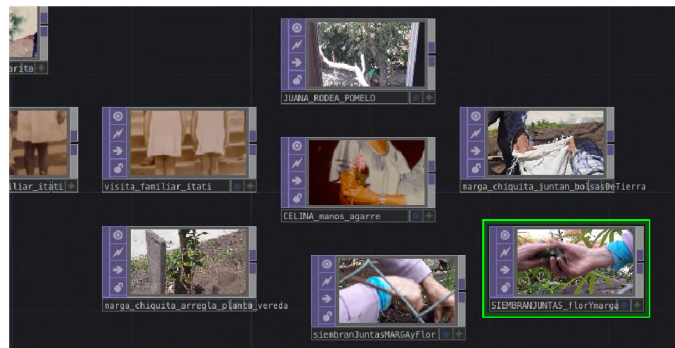 arita
JUANA_RODEA_POMELO
iliar_itati
visita_familiar_itati
CELINA_manos_agarre
marga_chiquita_juntan_bolsasDeTierra
marga_chiquita_arregla_planta_vereda
siembranJuntasMARGAyFlor
SIEMBRANJUNTAS_florYmarga